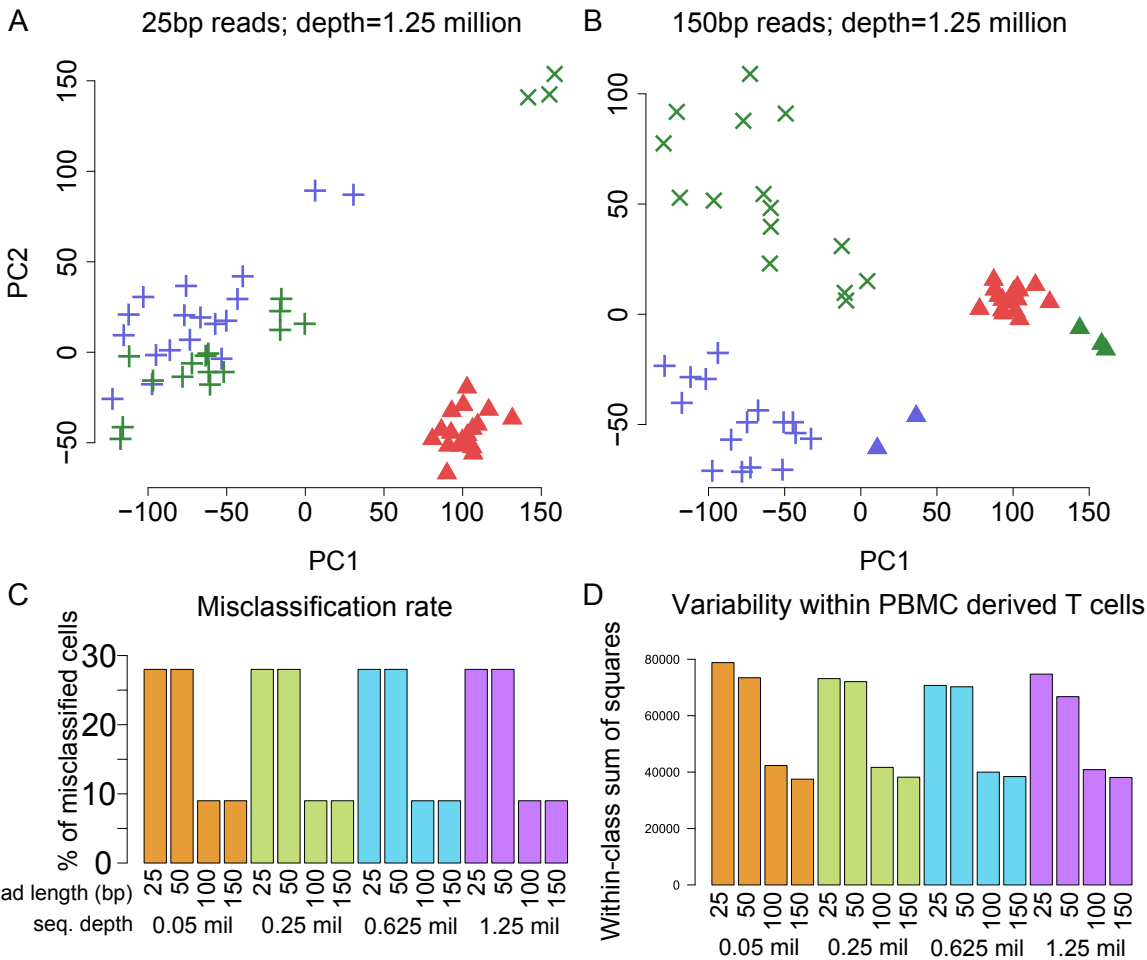 A 25bp reads; depth=1.25 million
PC2
150
100
50
0
−50
−100 −50 0 50 100 150
PC1
B 150bp reads; depth=1.25 million
100
50
0
−50
−100 −50 0 50 100 150
PC1
C Misclassification rate
% of misclassified cells
30
20
10
0
25 50 100 150 25 50 100 150 25 50 100 150 25 50 100 150
ad length (bp)
seq. depth 0.05 mil 0.25 mil 0.625 mil 1.25 mil
D Variability within PBMC derived T cells
Within-class sum of squares
80000
60000
40000
20000
0
25 50 100 150 25 50 100 150 25 50 100 150 25 50 100 150
0.05 mil 0.25 mil 0.625 mil 1.25 mil